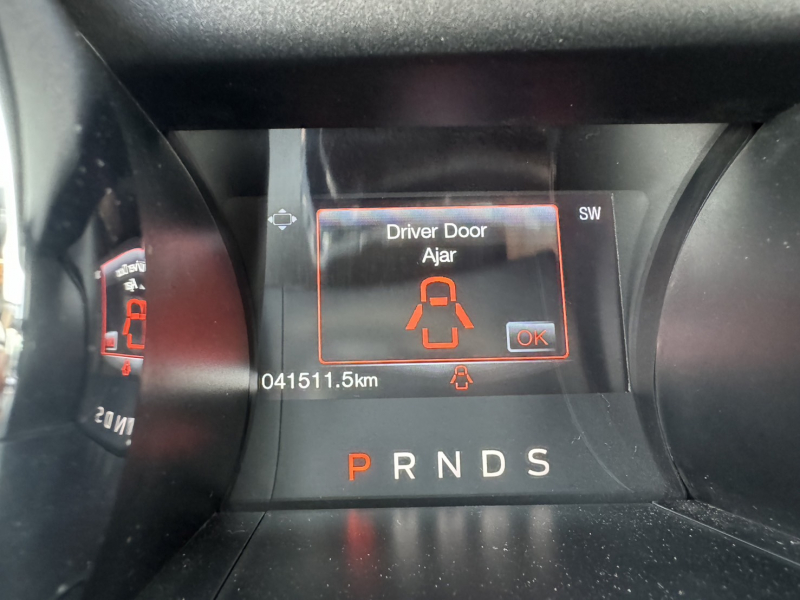 SW
Driver Door
Ajar
OK
041511.5km
P R N D S